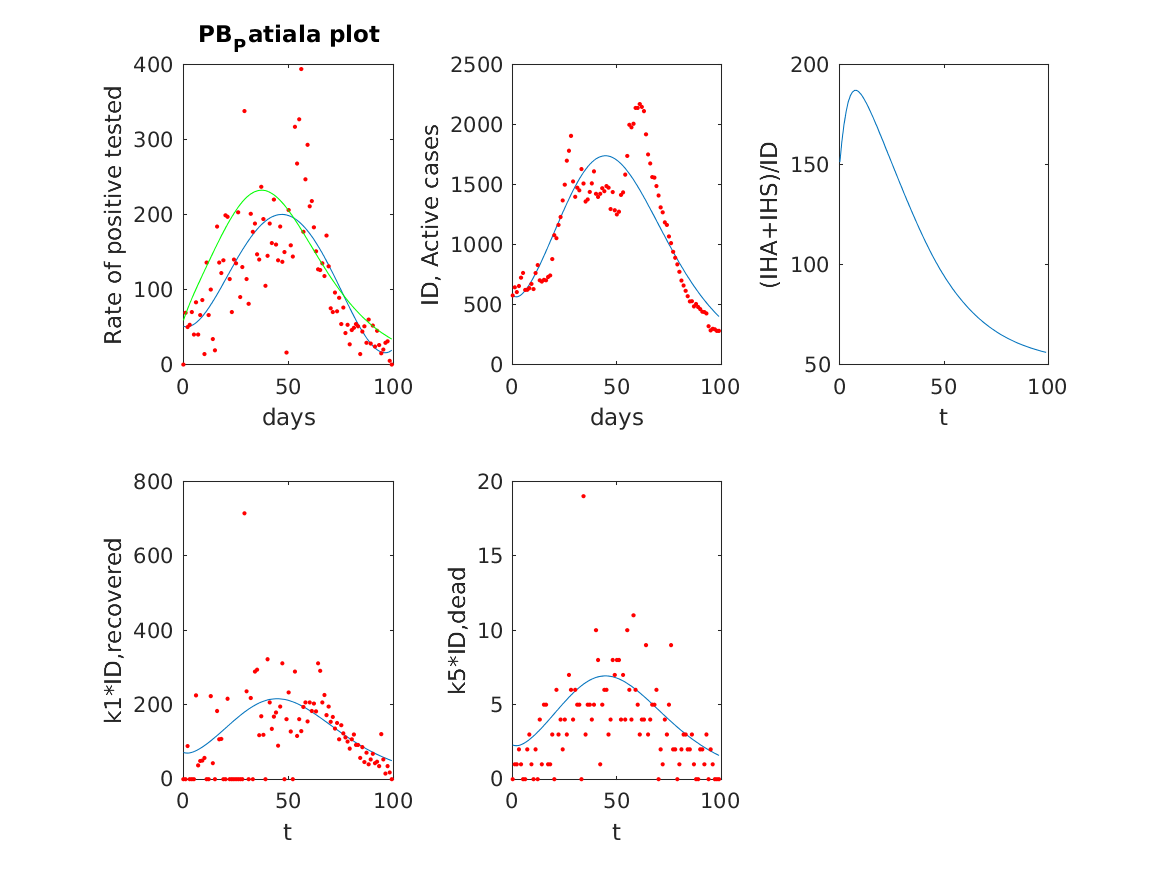 PB_Patiala plot
400
300
200
100
0
Rate of positive tested
0 50 100
days
2500
2000
1500
1000
500
0
ID, Active cases
0 50 100
days
200
150
100
50
(IHA+IHS)/ID
0 50 100
t
800
600
400
200
0
k1*ID,recovered
0 50 100
t
20
15
10
5
0
k5*ID,dead
0 50 100
t